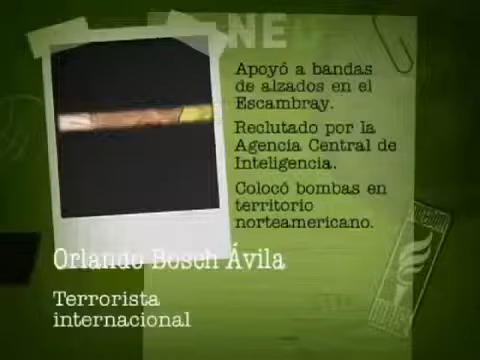 NE
Apoyó a bandas
de alzados en el
Escambray.
Reclutado por la
Agencia Central de
Inteligencia.
Colocó bombas en
territorio
norteamericano.
Orlando Bosch Ávila
Terrorista
internacional